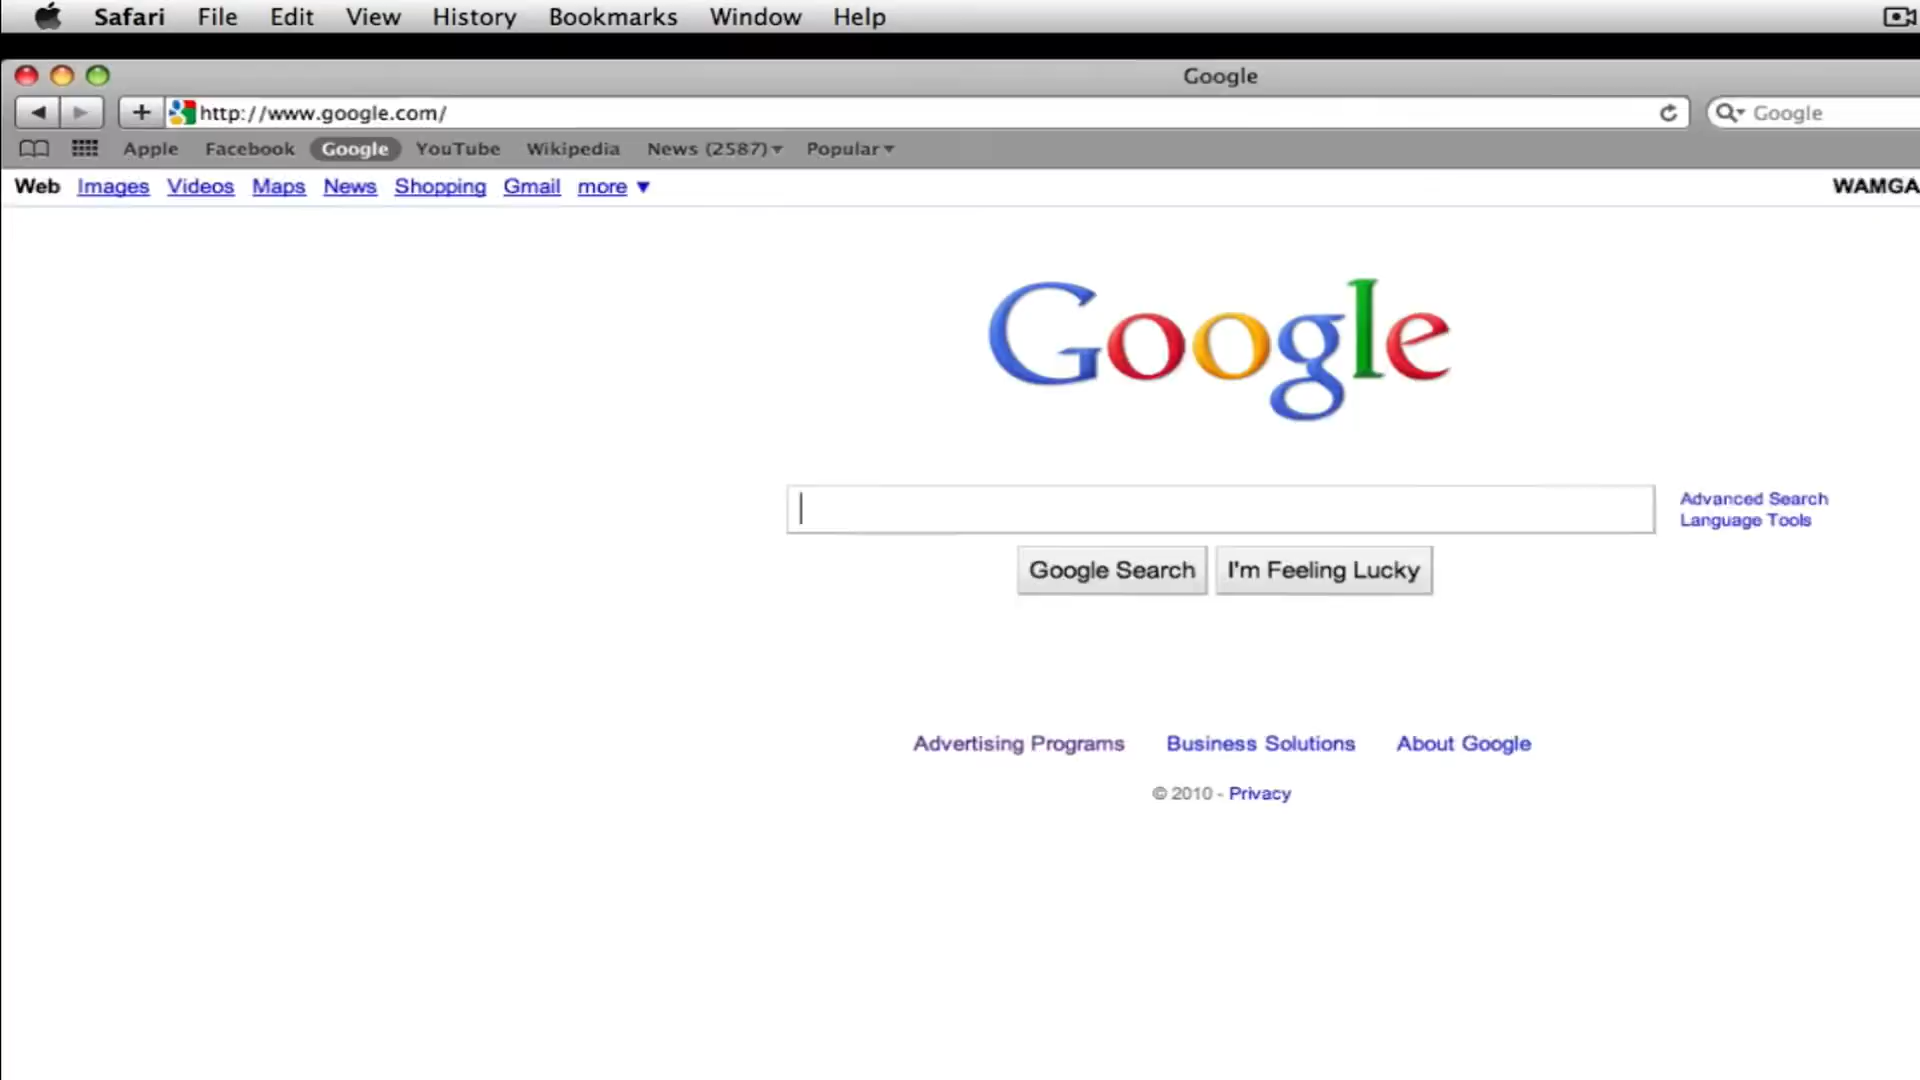 Safari File Edit View History Bookmarks Window Help
Google
http://www.google.com/ Google
Apple Facebook Google YouTube Wikipedia News (2587) Popular
Web Images Videos Maps News Shopping Gmail more WAMGA
Google
Advanced Search
Language Tools
Google Search I'm Feeling Lucky
Advertising Programs Business Solutions About Google
© 2010 - Privacy